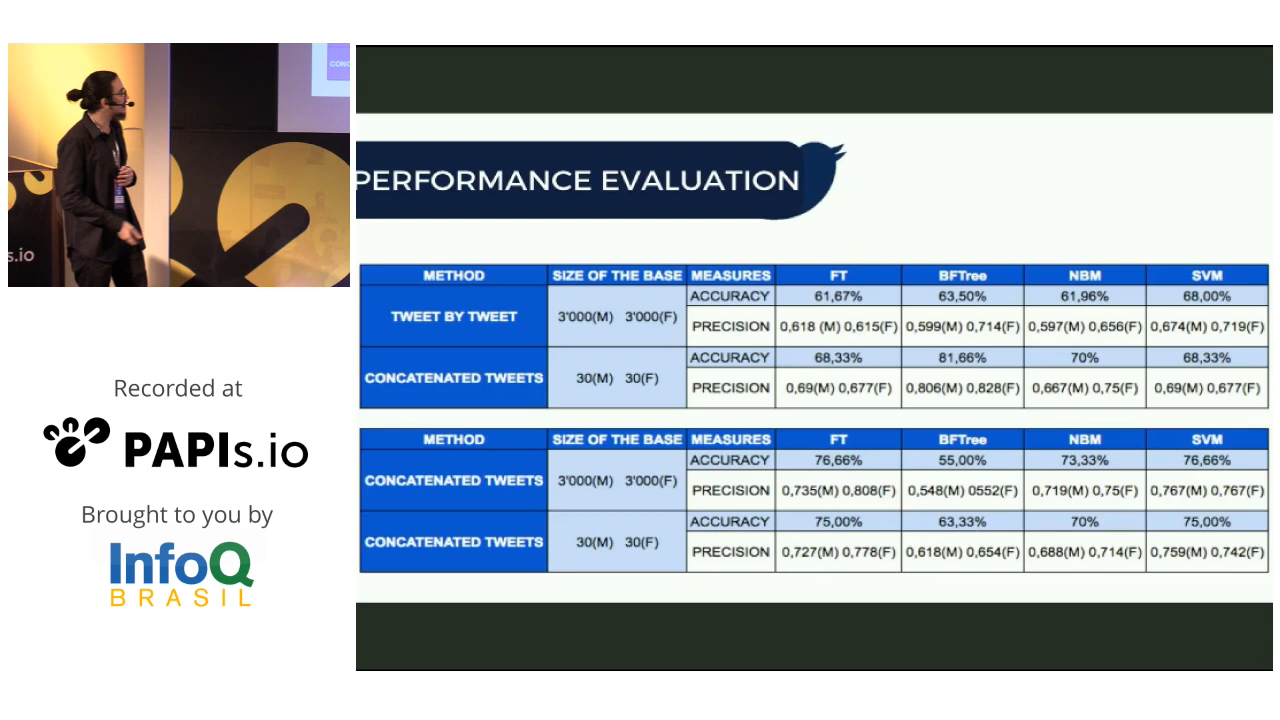 CONC
s.io
Recorded at
PAPIs.io
Brought to you by
InfoQ
BRASIL
PERFORMANCE EVALUATION
METHOD SIZE OF THE BASE MEASURES FT BFTree NBM SVM
TWEET BY TWEET 3'000(M) 3'000(F) ACCURACY 61,67% 63,50% 61,96% 68,00%
PRECISION 0,618 (M) 0,615(F) 0,599(M) 0,714(F) 0,597(M) 0,656(F) 0,674(M) 0,719(F)
CONCATENATED TWEETS 30(M) 30(F) ACCURACY 68,33% 81,66% 70% 68,33%
PRECISION 0,69(M) 0,677(F) 0,806(M) 0,828(F) 0,667(M) 0,75(F) 0,69(M) 0,677(F)
METHOD SIZE OF THE BASE MEASURES FT BFTree NBM SVM
CONCATENATED TWEETS 3'000(M) 3'000(F) ACCURACY 76,66% 55,00% 73,33% 76,66%
PRECISION 0,735(M) 0,808(F) 0,548(M) 0552(F) 0,719(M) 0,75(F) 0,767(M) 0,767(F)
CONCATENATED TWEETS 30(M) 30(F) ACCURACY 75,00% 63,33% 70% 75,00%
PRECISION 0,727(M) 0,778(F) 0,618(M) 0,654(F) 0,688(M) 0,714(F) 0,759(M) 0,742(F)